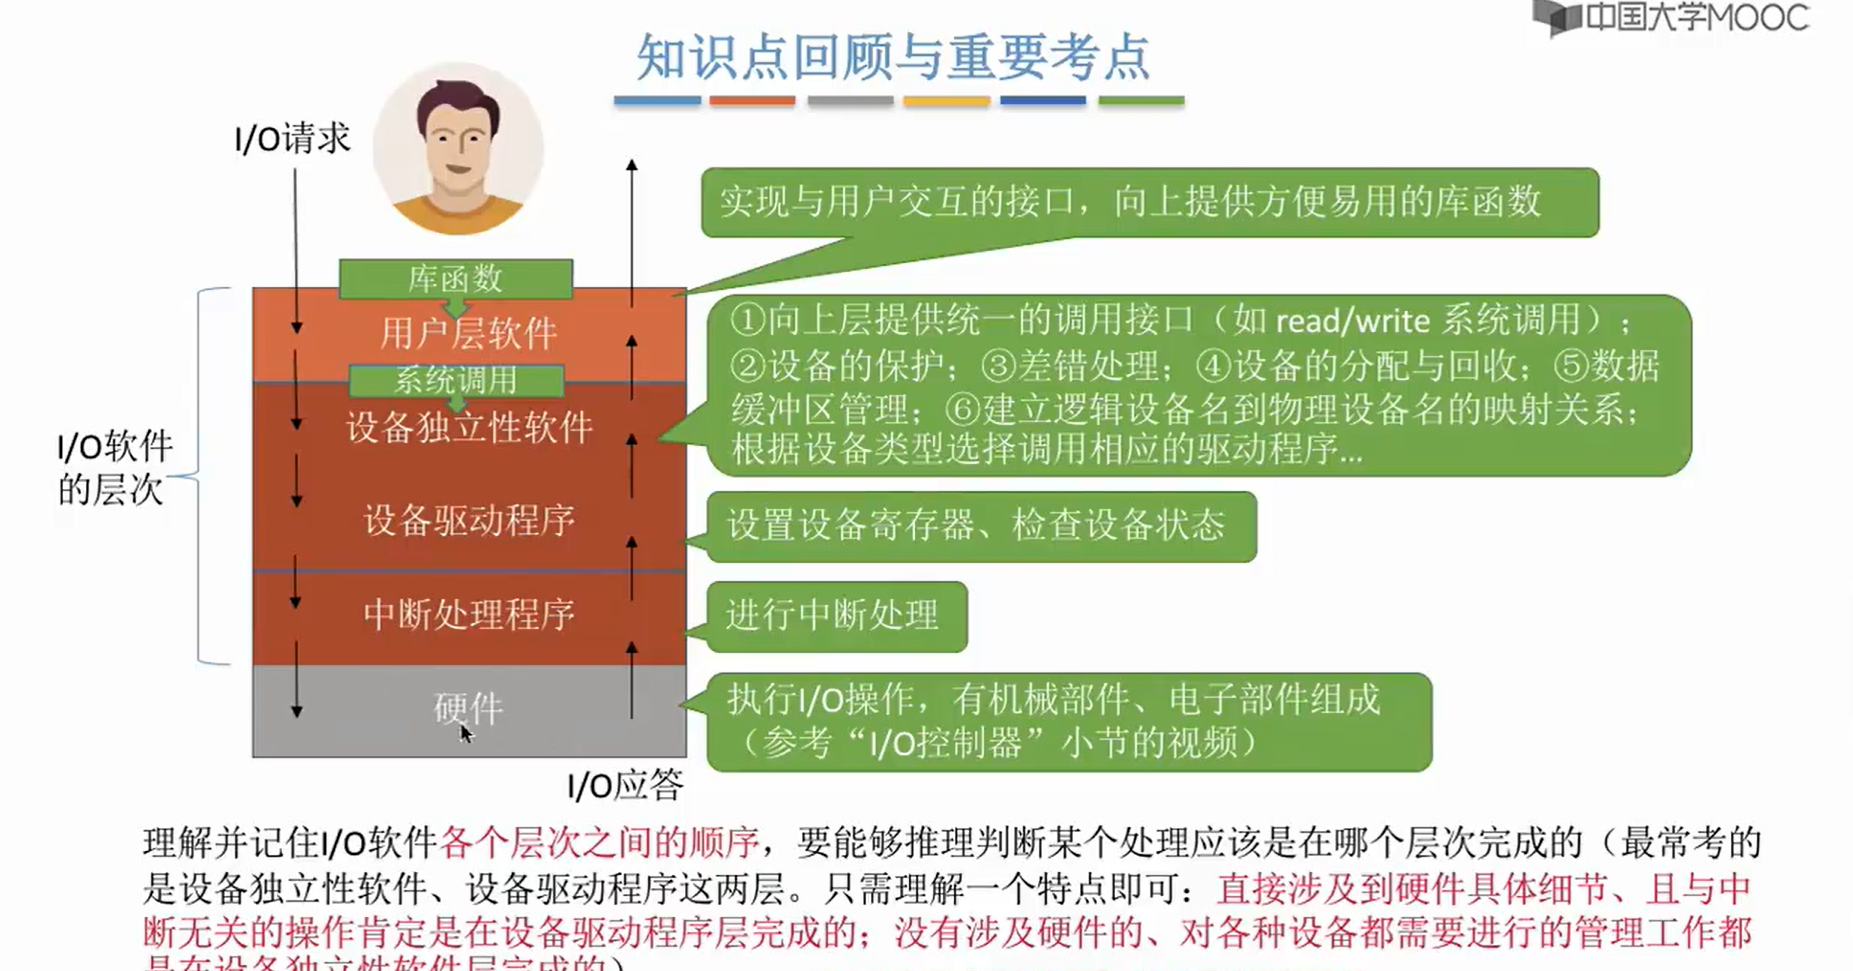 中国大学MOOC
知识点回顾与重要考点
I/O请求
实现与用户交互的接口，向上提供方便易用的库函数
库函数
用户层软件
①向上层提供统一的调用接口（如 read/write 系统调用）；
②设备的保护；③差错处理；④设备的分配与回收；⑤数据
缓冲区管理；⑥建立逻辑设备名到物理设备名的映射关系；
根据设备类型选择调用相应的驱动程序...
系统调用
设备独立性软件
I/O软件
的层次
设备驱动程序
设置设备寄存器、检查设备状态
中断处理程序
进行中断处理
硬件
执行I/O操作，有机械部件、电子部件组成
（参考“I/O控制器”小节的视频）
I/O应答
理解并记住I/O软件各个层次之间的顺序，要能够推理判断某个处理应该是在哪个层次完成的（最常考的
是设备独立性软件、设备驱动程序这两层。只需理解一个特点即可：直接涉及到硬件具体细节、且与中
断无关的操作肯定是在设备驱动程序层完成的；没有涉及硬件的、对各种设备都需要进行的管理工作都
是在设备独立性软件层完成的）